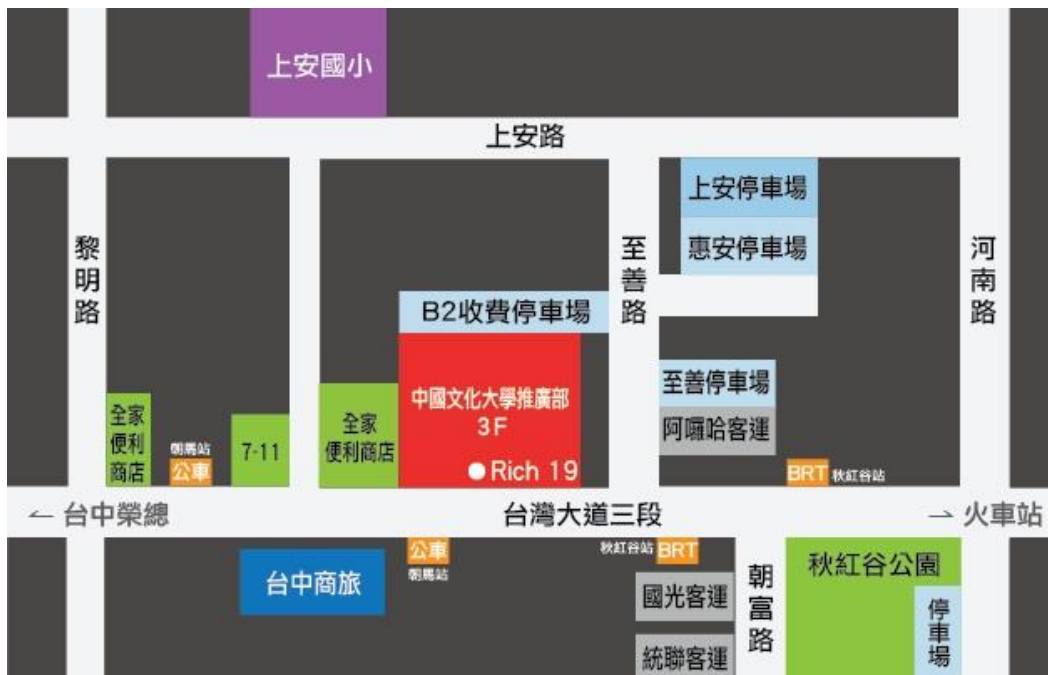 上安國小
上安路
上安停車場
惠安停車場
黎明路
至善路
河南路
B2收費停車場
中國文化大學推廣部
3F
Rich 19
至善停車場
阿囉哈客運
全家
便利
商店
朝馬站
公車
7-11
全家
便利商店
BRT 秋紅谷站
← 台中榮總
台灣大道三段
→ 火車站
公車
朝馬站
秋紅谷站 BRT
台中商旅
國光客運
統聯客運
朝富路
秋紅谷公園
停車場